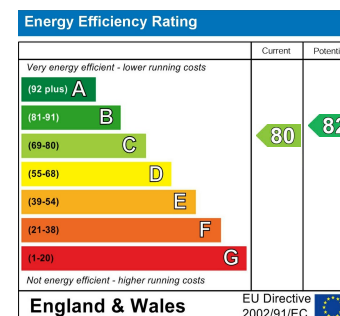 Energy Efficiency Rating
Current Potenti
Very energy efficient - lower running costs
(92 plus) A
(81-91) B
(69-80) C
(55-68) D
(39-54) E
(21-38) F
(1-20) G
80 82
Not energy efficient - higher running costs
England & Wales
EU Directive
2002/91/EC